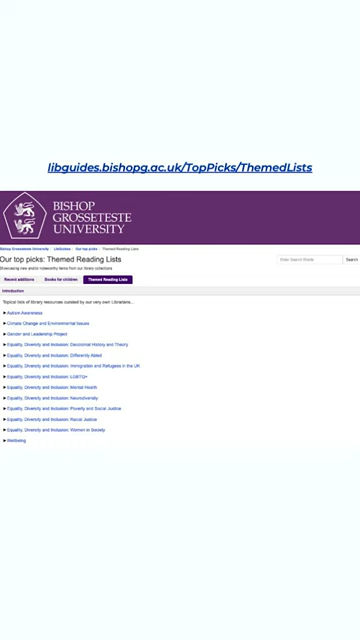 libguides.bishopg.ac.uk/TopPicks/ThemedLists
BISHOP
GROSSETESTE
UNIVERSITY
Bishop Grosseteste University LibGuides Our top picks Themed Reading Lists
Our top picks: Themed Reading Lists
Showcasing new and/or noteworthy items from our library collections
Enter Search Words Search
Recent additions Books for children Themed Reading Lists
Introduction
Topical lists of library resources curated by our very own Librarians...
Autism Awareness
Climate Change and Environmental Issues
Gender and Leadership Project
Equality, Diversity and Inclusion: Decolonial History and Theory
Equality, Diversity and Inclusion: Differently Abled
Equality, Diversity and Inclusion: Immigration and Refugees in the UK
Equality, Diversity and Inclusion: LGBTQ+
Equality, Diversity and Inclusion: Mental Health
Equality, Diversity and Inclusion: Neurodiversity
Equality, Diversity and Inclusion: Poverty and Social Justice
Equality, Diversity and Inclusion: Racial Justice
Equality, Diversity and Inclusion: Women in Society
Wellbeing